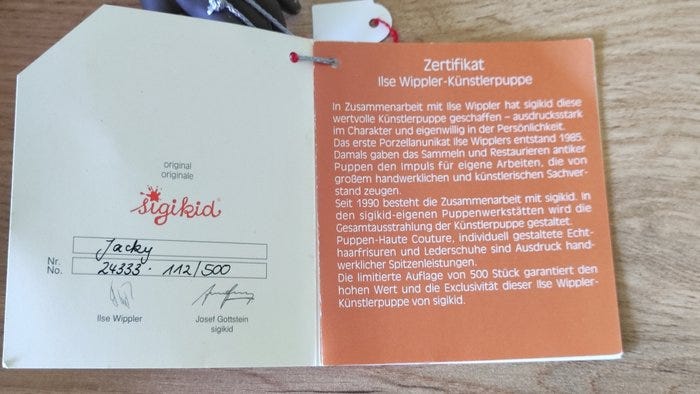 original
originale
sigikid
Jacky
Nr.
No. 24333 · 112/500
Ilse Wippler
Josef Gottstein
sigikid
Zertifikat
Ilse Wippler-Künstlerpuppe
In Zusammenarbeit mit Ilse Wippler hat sigikid diese
wertvolle Künstlerpuppe geschaffen – ausdrucksstark
im Charakter und eigenwillig in der Persönlichkeit.
Das erste Porzellanunikat Ilse Wipplers entstand 1985.
Damals gaben das Sammeln und Restaurieren antiker
Puppen den Impuls für eigene Arbeiten, die von
großem handwerklichen und künstlerischen Sachver-
stand zeugen.
Seit 1990 besteht die Zusammenarbeit mit sigikid. In
den sigikid-eigenen Puppenwerkstätten wird die
Gesamtausstrahlung der Künstlerpuppe gestaltet.
Puppen-Haute Couture, individuell gestaltete Echt-
haarfrisuren und Lederschuhe sind Ausdruck hand-
werklicher Spitzenleistungen.
Die limitierte Auflage von 500 Stück garantiert den
hohen Wert und die Exclusivität dieser Ilse Wippler-
Künstlerpuppe von sigikid.